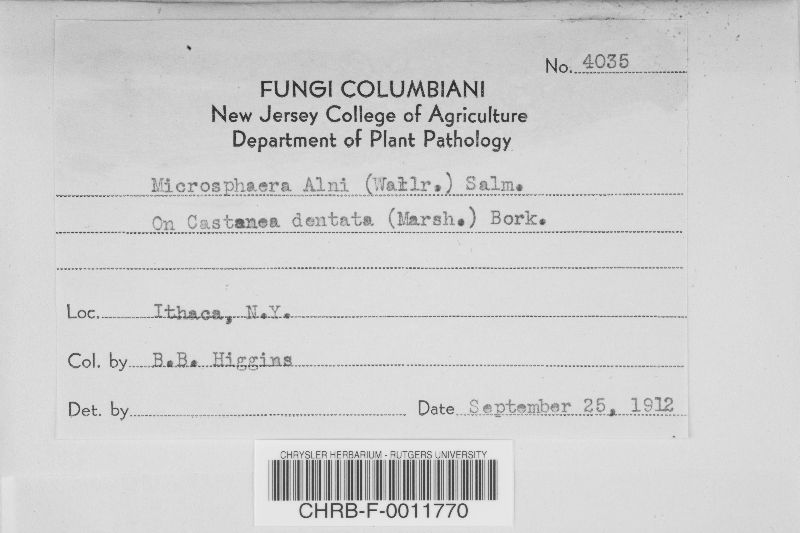 No. 4035
FUNGI COLUMBIANI
New Jersey College of Agriculture
Department of Plant Pathology
Microsphaera Alni (Wallr.) Salm.
On Castanea dentata (Marsh.) Bork.
Loc. Ithaca, N.Y.
Col. by B.B. Higgins
Det. by
Date September 25, 1912
CHRYSLER HERBARIUM - RUTGERS UNIVERSITY
CHRB-F-0011770